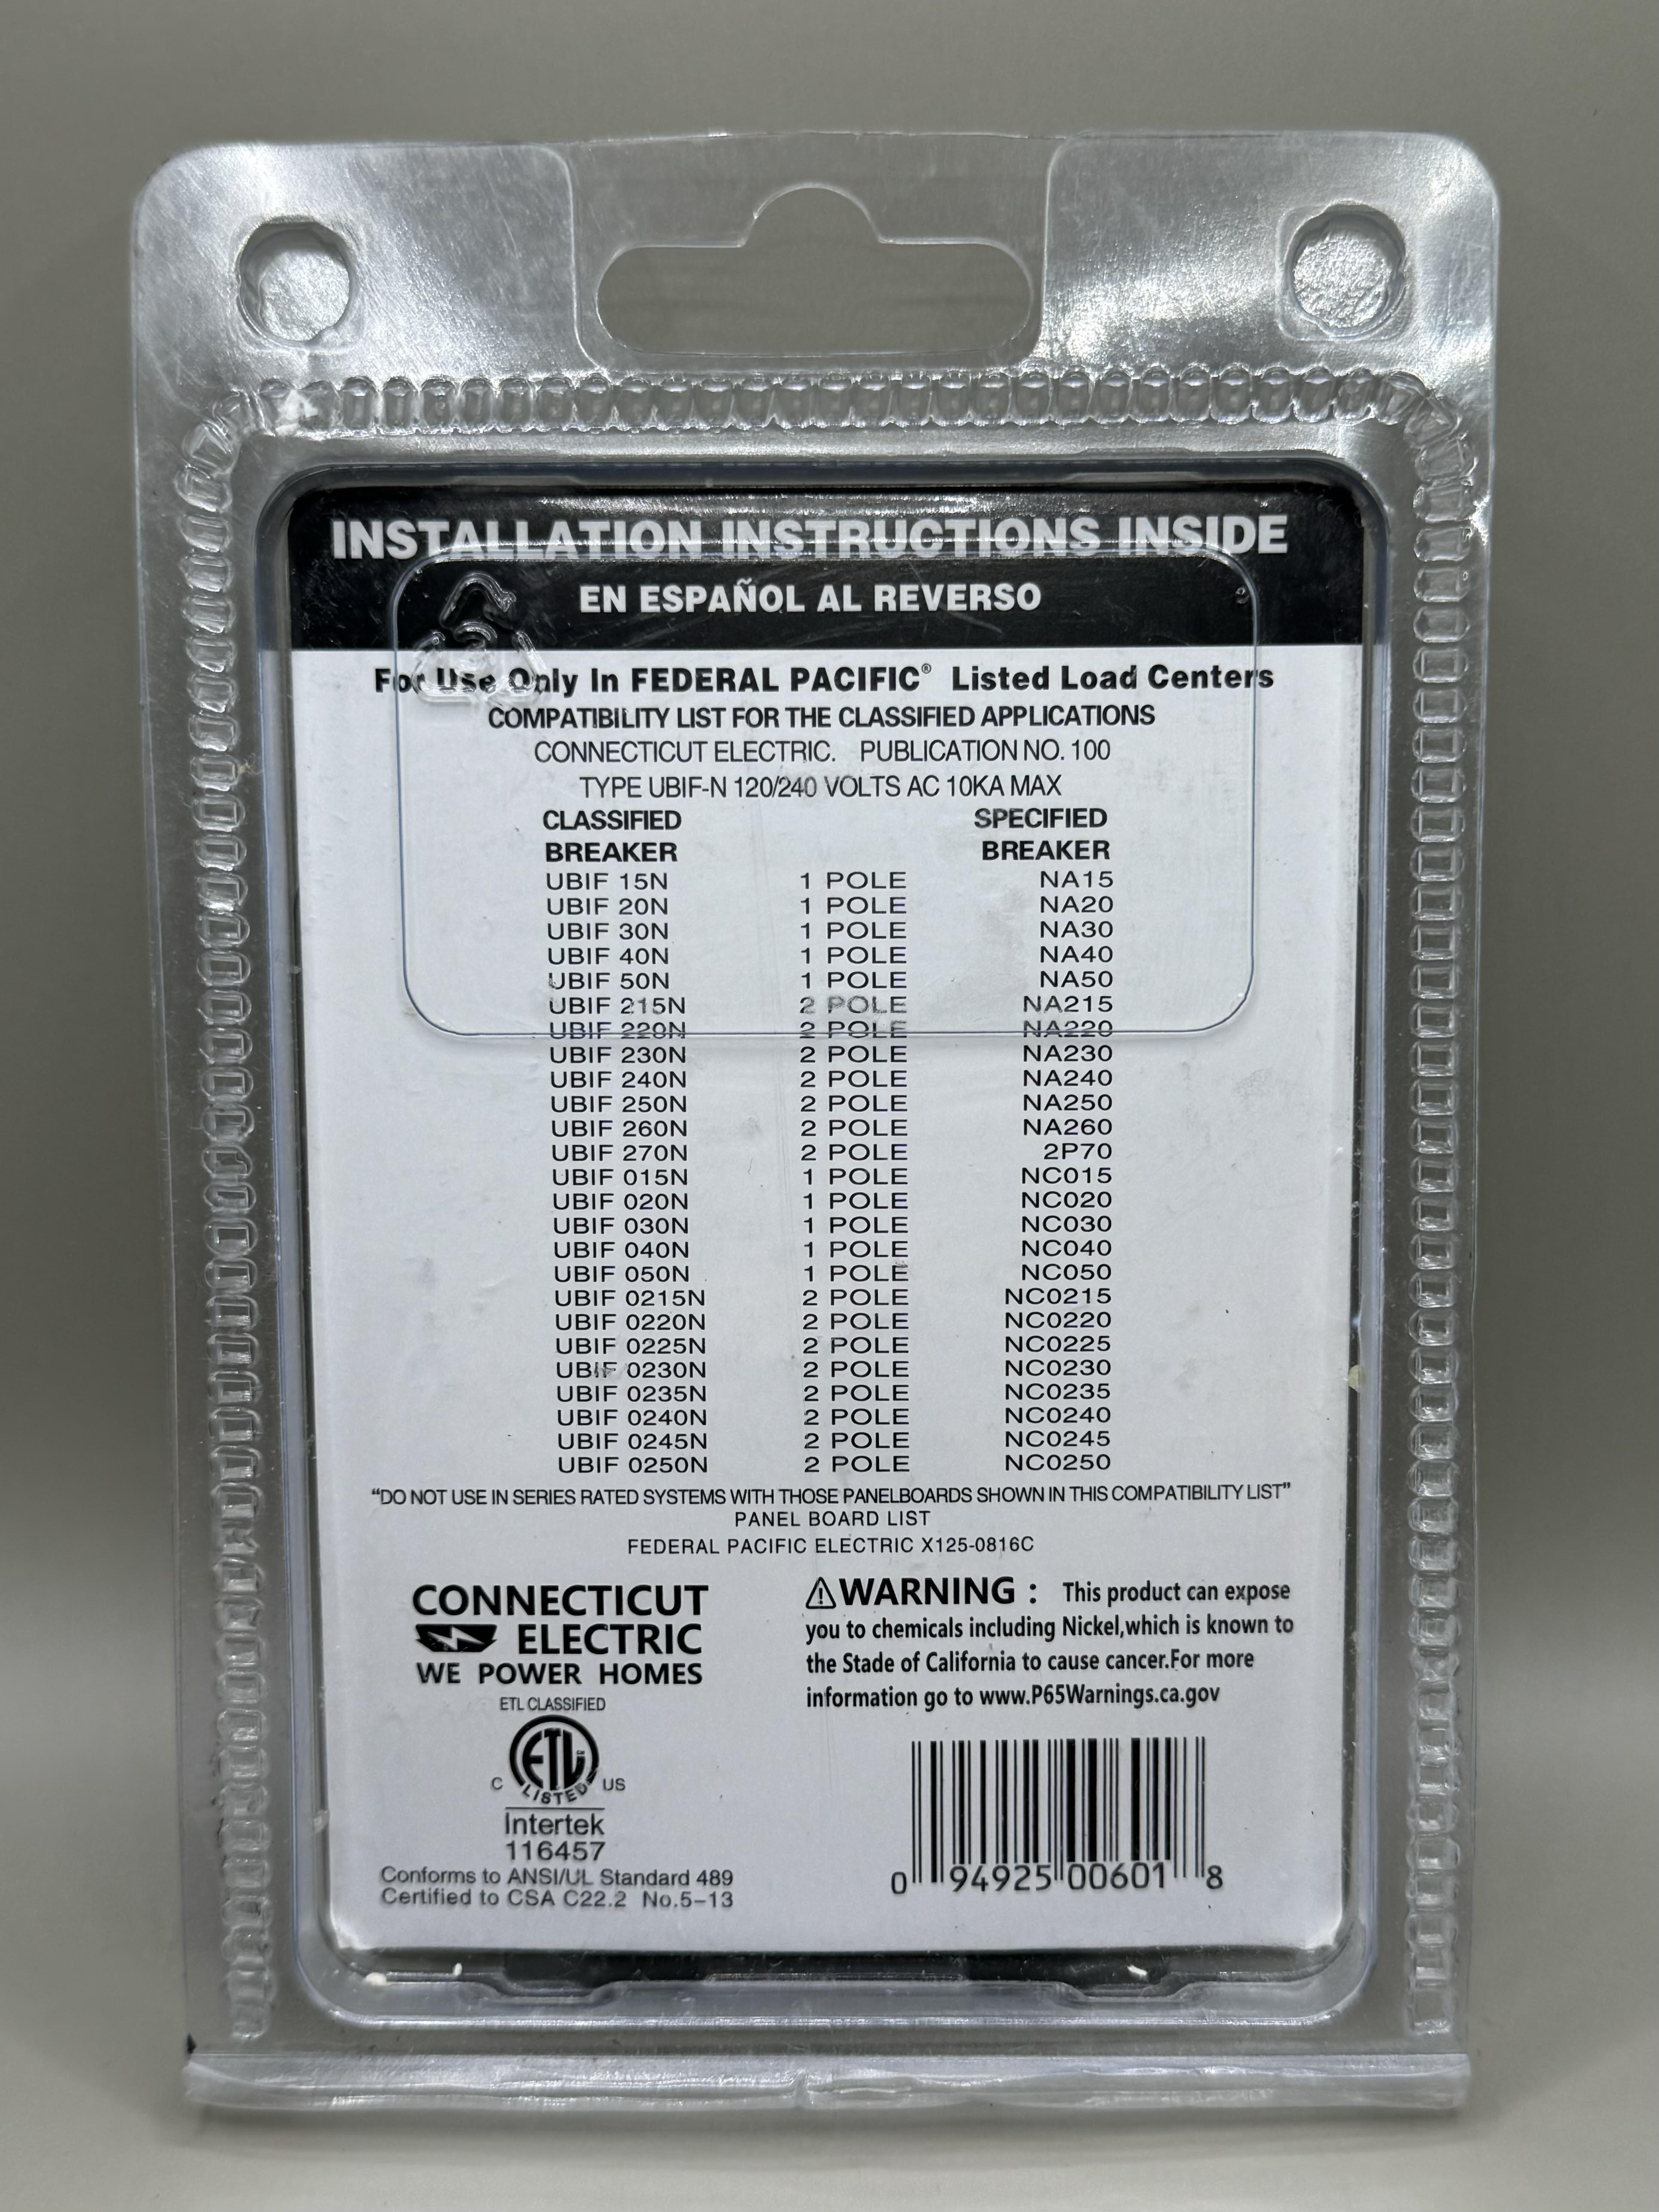 INSTALLATION INSTRUCTIONS INSIDE
EN ESPAÑOL AL REVERSO
For Use Only In FEDERAL PACIFIC® Listed Load Centers
COMPATIBILITY LIST FOR THE CLASSIFIED APPLICATIONS
CONNECTICUT ELECTRIC. PUBLICATION NO. 100
TYPE UBIF-N 120/240 VOLTS AC 10KA MAX
CLASSIFIED SPECIFIED
BREAKER BREAKER
UBIF 15N 1 POLE NA15
UBIF 20N 1 POLE NA20
UBIF 30N 1 POLE NA30
UBIF 40N 1 POLE NA40
UBIF 50N 1 POLE NA50
UBIF 215N 2 POLE NA215
UBIF 220N 2 POLE NA220
UBIF 230N 2 POLE NA230
UBIF 240N 2 POLE NA240
UBIF 250N 2 POLE NA250
UBIF 260N 2 POLE NA260
UBIF 270N 2 POLE 2P70
UBIF 015N 1 POLE NC015
UBIF 020N 1 POLE NC020
UBIF 030N 1 POLE NC030
UBIF 040N 1 POLE NC040
UBIF 050N 1 POLE NC050
UBIF 0215N 2 POLE NC0215
UBIF 0220N 2 POLE NC0220
UBIF 0225N 2 POLE NC0225
UBIF 0230N 2 POLE NC0230
UBIF 0235N 2 POLE NC0235
UBIF 0240N 2 POLE NC0240
UBIF 0245N 2 POLE NC0245
UBIF 0250N 2 POLE NC0250
“DO NOT USE IN SERIES RATED SYSTEMS WITH THOSE PANELBOARDS SHOWN IN THIS COMPATIBILITY LIST”
PANEL BOARD LIST
FEDERAL PACIFIC ELECTRIC X125-0816C
CONNECTICUT
ELECTRIC
WE POWER HOMES
ETL CLASSIFIED
ETL
C LISTED US
Intertek
116457
Conforms to ANSI/UL Standard 489
Certified to CSA C22.2 No.5-13
⚠WARNING : This product can expose
you to chemicals including Nickel,which is known to
the Stade of California to cause cancer.For more
information go to www.P65Warnings.ca.gov
0 94925 00601 8